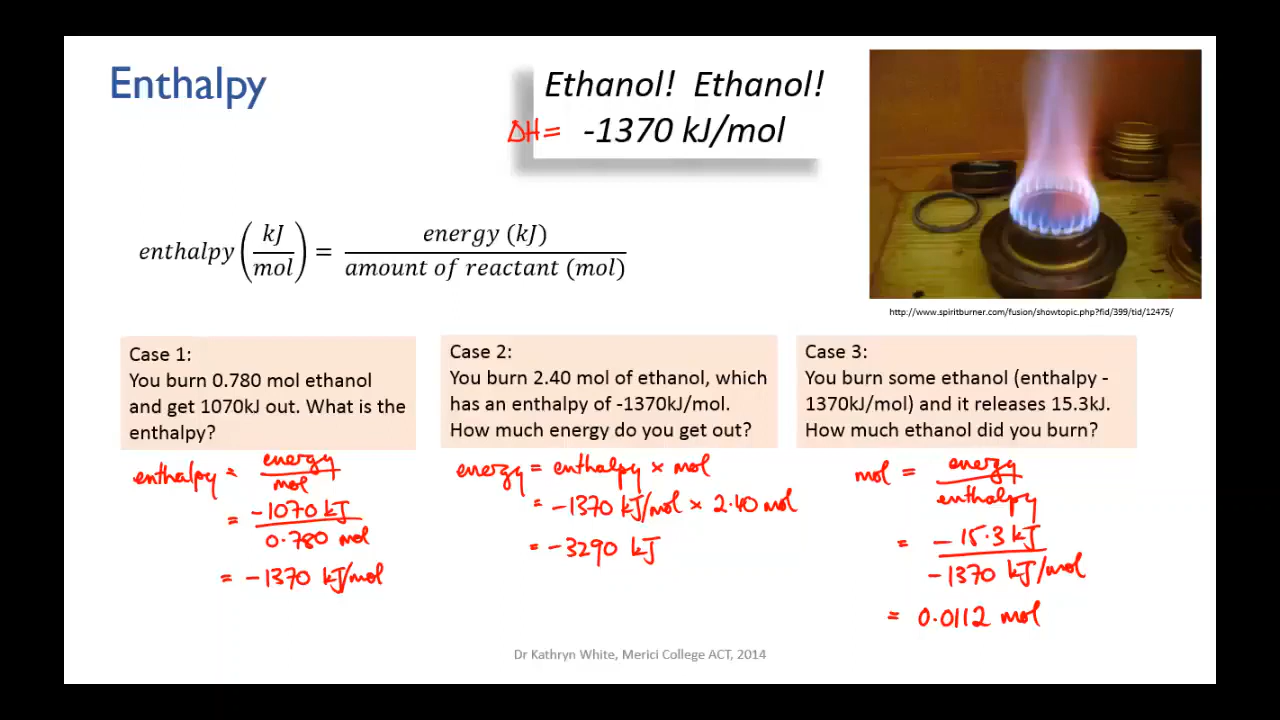 Enthalpy
Ethanol! Ethanol!
ΔH = -1370 kJ/mol
enthalpy (kJ/mol) = energy (kJ) / amount of reactant (mol)
http://www.spiritburner.com/fusion/showtopic.php?fid/399/tid/12475/
Case 1:
You burn 0.780 mol ethanol
and get 1070kJ out. What is the
enthalpy?
enthalpy = energy / mol
= -1070 kJ / 0.780 mol
= -1370 kJ/mol
Case 2:
You burn 2.40 mol of ethanol, which
has an enthalpy of -1370kJ/mol.
How much energy do you get out?
energy = enthalpy × mol
= -1370 kJ/mol × 2.40 mol
= -3290 kJ
Case 3:
You burn some ethanol (enthalpy -
1370kJ/mol) and it releases 15.3kJ.
How much ethanol did you burn?
mol = energy / enthalpy
= -15.3 kJ / -1370 kJ/mol
= 0.0112 mol
Dr Kathryn White, Merici College ACT, 2014